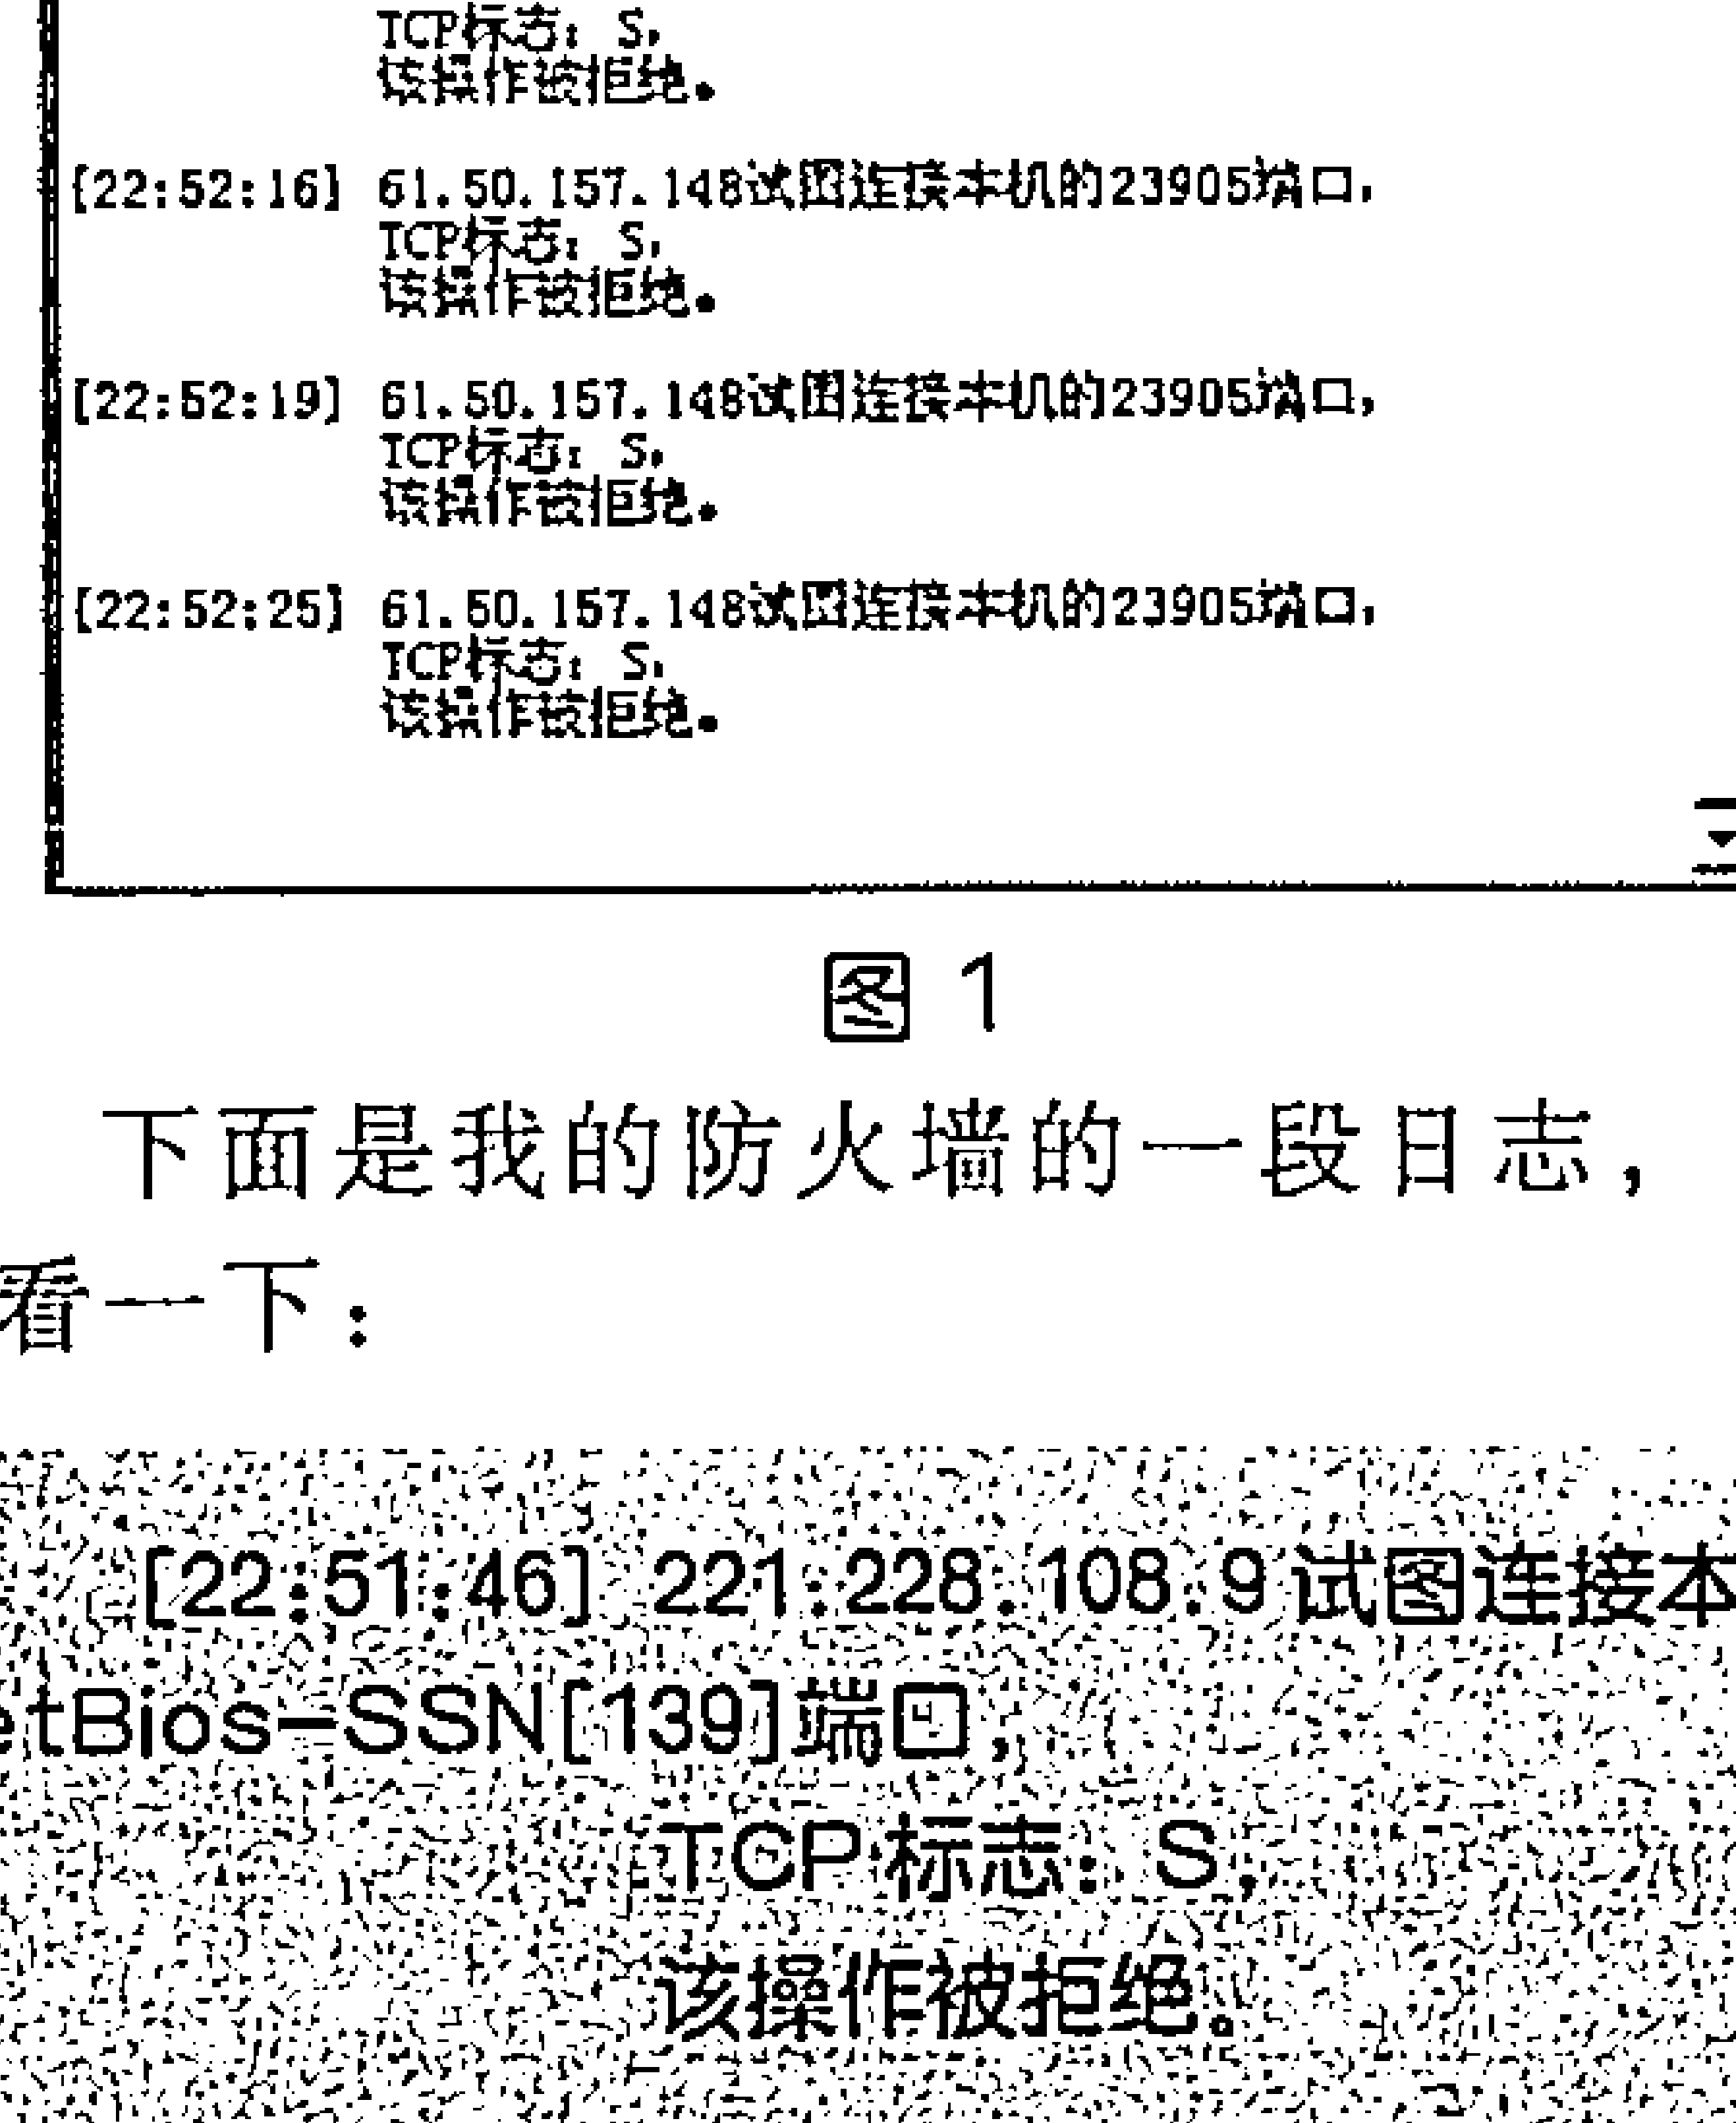 TCP标志：S，
该操作被拒绝。
[22:52:16] 61.50.157.148试图连接本机的23905端口，
TCP标志：S，
该操作被拒绝。
[22:52:19] 61.50.157.148试图连接本机的23905端口，
TCP标志：S，
该操作被拒绝。
[22:52:25] 61.50.157.148试图连接本机的23905端口，
TCP标志：S，
该操作被拒绝。
图 1
下面是我的防火墙的一段日志，
看一下：
[22:51:46] 221.228.108.9试图连接本
etBios-SSN[139]端口，
TCP标志：S，
该操作被拒绝。